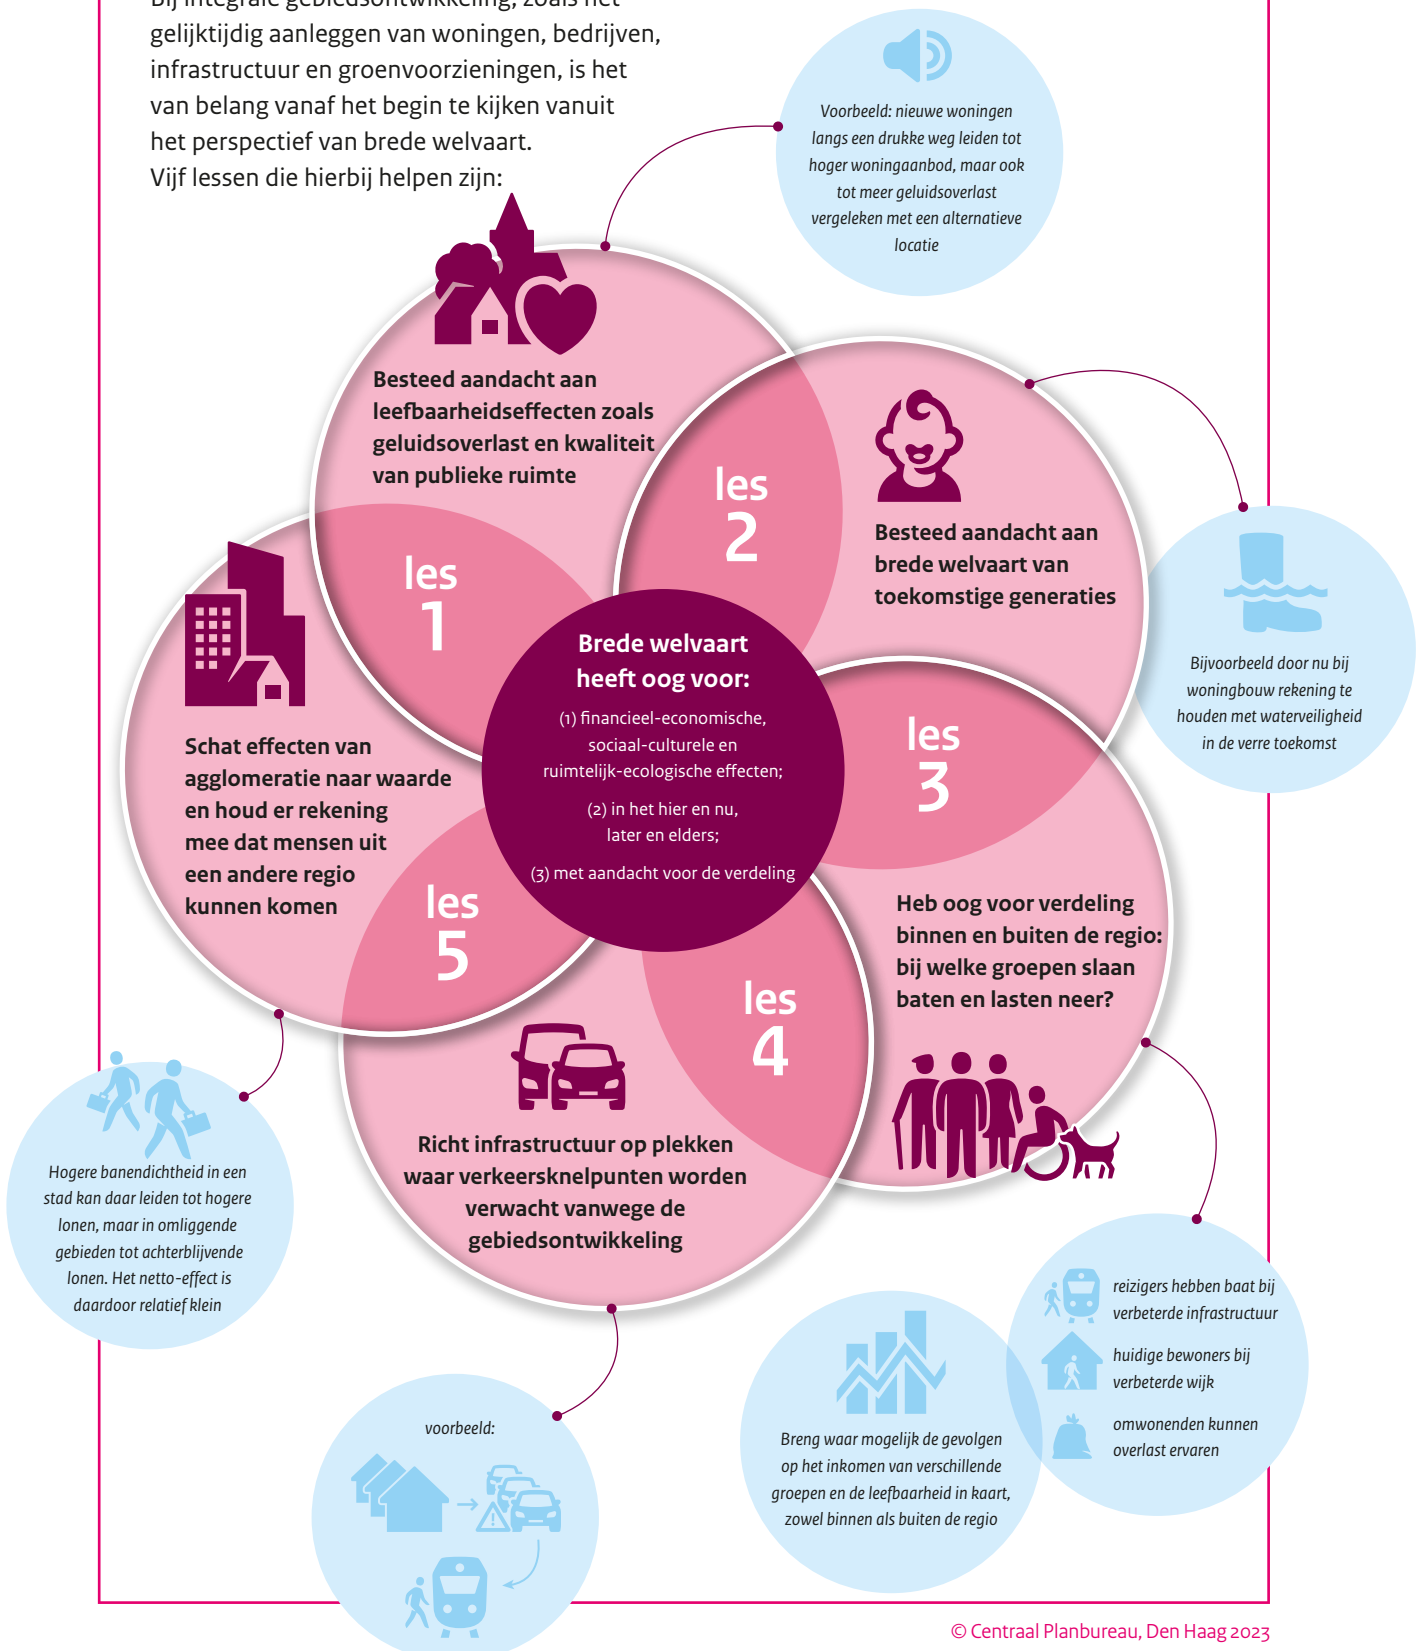 Bij integrale gebiedsontwikkeling, zoals het
gelijktijdig aanleggen van woningen, bedrijven,
infrastructuur en groenvoorzieningen, is het
van belang vanaf het begin te kijken vanuit
het perspectief van brede welvaart.
Vijf lessen die hierbij helpen zijn:
Voorbeeld: nieuwe woningen
langs een drukke weg leiden tot
hoger woningaanbod, maar ook
tot meer geluidsoverlast
vergeleken met een alternatieve
locatie
les
1
Besteed aandacht aan
leefbaarheidseffecten zoals
geluidsoverlast en kwaliteit
van publieke ruimte
les
2
Besteed aandacht aan
brede welvaart van
toekomstige generaties
Bijvoorbeeld door nu bij
woningbouw rekening te
houden met waterveiligheid
in de verre toekomst
Brede welvaart
heeft oog voor:
(1) financieel-economische,
sociaal-culturele en
ruimtelijk-ecologische effecten;
(2) in het hier en nu,
later en elders;
(3) met aandacht voor de verdeling
les
3
Heb oog voor verdeling
binnen en buiten de regio:
bij welke groepen slaan
baten en lasten neer?
reizigers hebben baat bij
verbeterde infrastructuur
huidige bewoners bij
verbeterde wijk
omwonenden kunnen
overlast ervaren
Breng waar mogelijk de gevolgen
op het inkomen van verschillende
groepen en de leefbaarheid in kaart,
zowel binnen als buiten de regio
les
4
Richt infrastructuur op plekken
waar verkeersknelpunten worden
verwacht vanwege de
gebiedsontwikkeling
voorbeeld:
les
5
Schat effecten van
agglomeratie naar waarde
en houd er rekening
mee dat mensen uit
een andere regio
kunnen komen
Hogere banendichtheid in een
stad kan daar leiden tot hogere
lonen, maar in omliggende
gebieden tot achterblijvende
lonen. Het netto-effect is
daardoor relatief klein
© Centraal Planbureau, Den Haag 2023